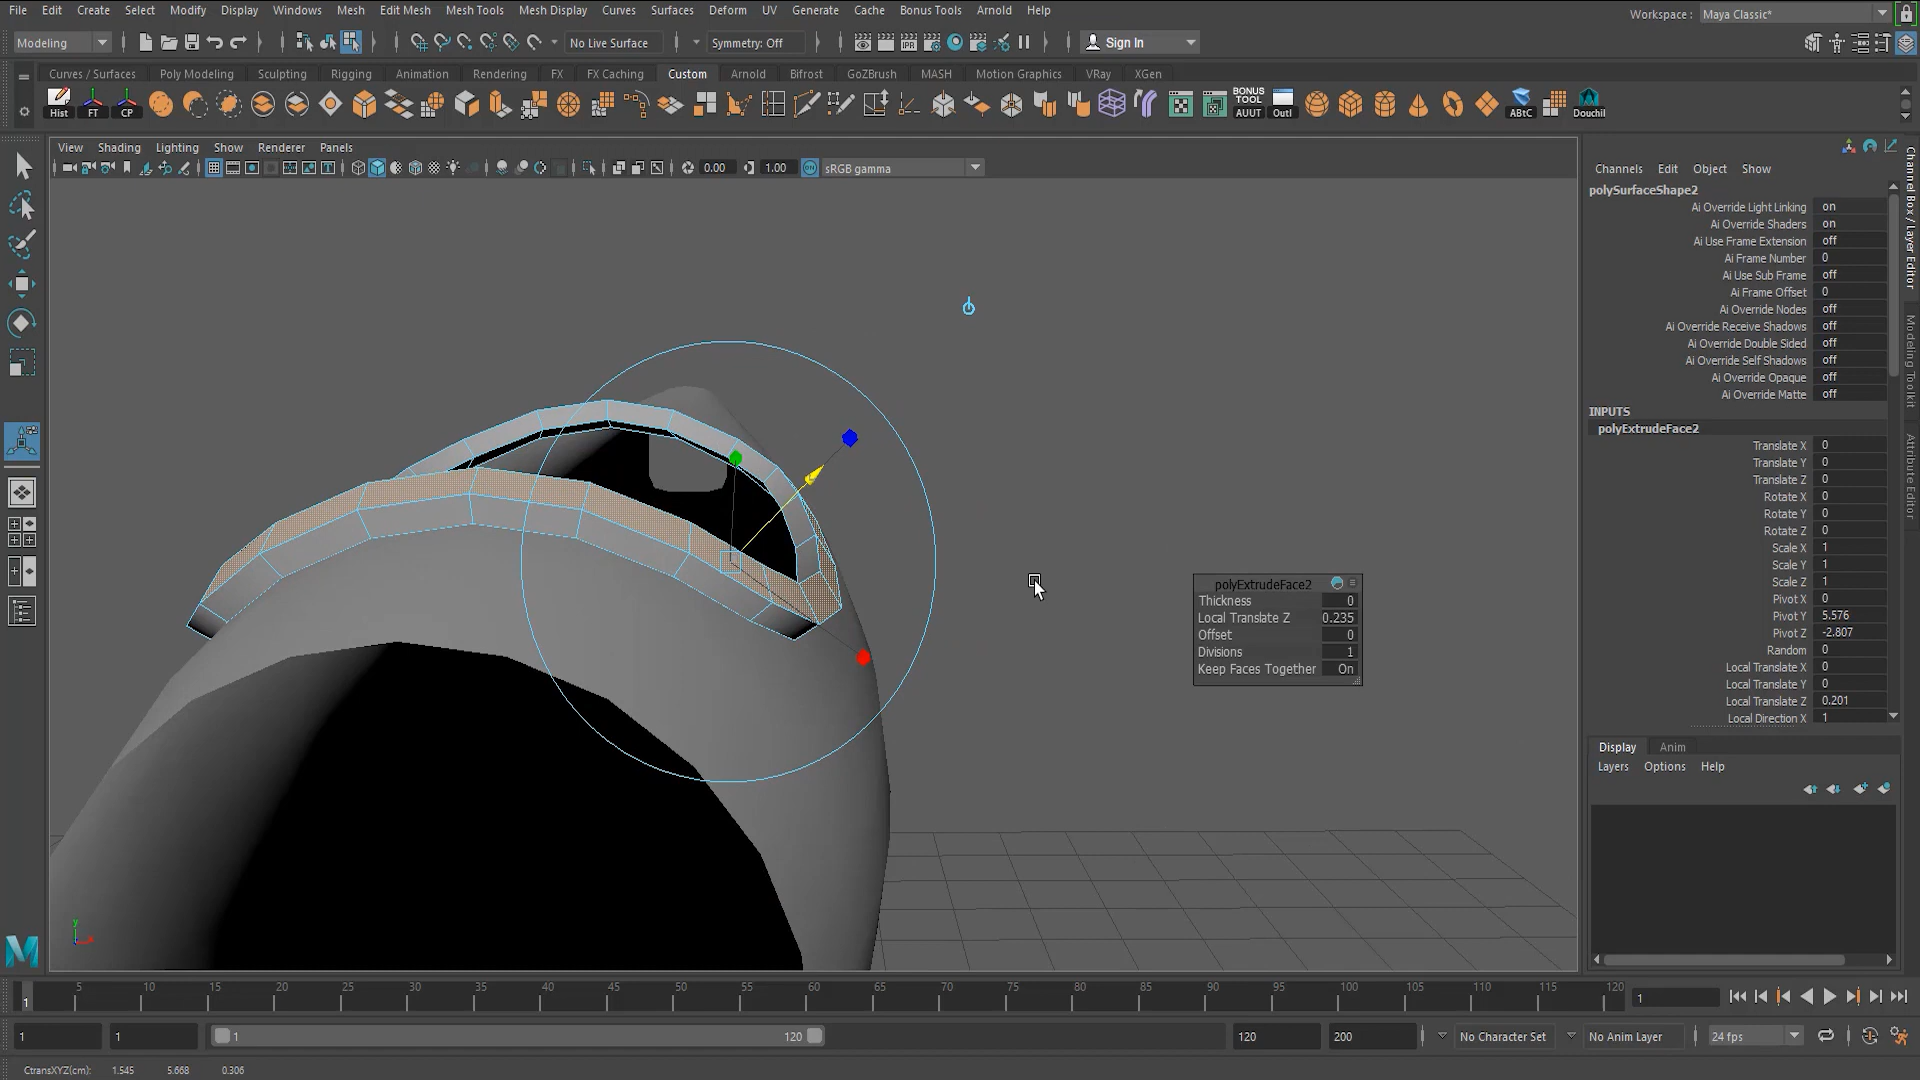 File Edit Create Select Modify Display Windows Mesh Edit Mesh Mesh Tools Mesh Display Curves Surfaces Deform UV Generate Cache Bonus Tools Arnold Help
Workspace : Maya Classic*
Modeling No Live Surface Symmetry: Off IPR Sign In
Curves / Surfaces Poly Modeling Sculpting Rigging Animation Rendering FX FX Caching Custom Arnold Bifrost GoZBrush MASH Motion Graphics VRay XGen
BONUS TOOL
Hist FT CP AUUT Outl ABtC Douchil
View Shading Lighting Show Renderer Panels
0.00 1.00 sRGB gamma
Channels Edit Object Show
polySurfaceShape2
Ai Override Light Linking on
Ai Override Shaders on
Ai Use Frame Extension off
Ai Frame Number 0
Ai Use Sub Frame off
Ai Frame Offset 0
Ai Override Nodes off
Ai Override Receive Shadows off
Ai Override Double Sided off
Ai Override Self Shadows off
Ai Override Opaque off
Ai Override Matte off
INPUTS
polyExtrudeFace2
Translate X 0
Translate Y 0
Translate Z 0
Rotate X 0
Rotate Y 0
Rotate Z 0
Scale X 1
Scale Y 1
Scale Z 1
Pivot X 0
Pivot Y 5.576
Pivot Z -2.807
Random 0
Local Translate X 0
Local Translate Y 0
Local Translate Z 0.201
Local Direction X 1
Channel Box / Layer Editor
Modeling Toolkit
Attribute Editor
polyExtrudeFace2
Thickness 0
Local Translate Z 0.235
Offset 0
Divisions 1
Keep Faces Together On
Display Anim
Layers Options Help
y
5 10 15 20 25 30 35 40 45 50 55 60 65 70 75 80 85 90 95 100 105 110 115 120
1 1
1 1 1 120 120 200 No Character Set No Anim Layer 24 fps
CtransXYZ(cm): 1.545 5.668 0.306